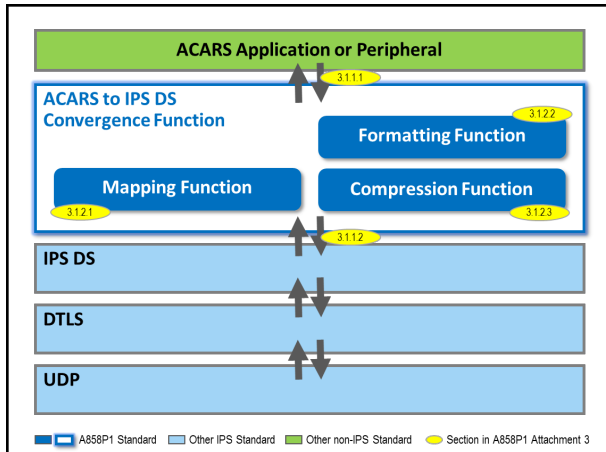 ACARS Application or Peripheral
3.1.1.1
ACARS to IPS DS
Convergence Function
3.1.2.2
Formatting Function
Mapping Function
Compression Function
3.1.2.1
3.1.2.3
3.1.1.2
IPS DS
DTLS
UDP
A858P1 Standard
Other IPS Standard
Other non-IPS Standard
Section in A858P1 Attachment 3